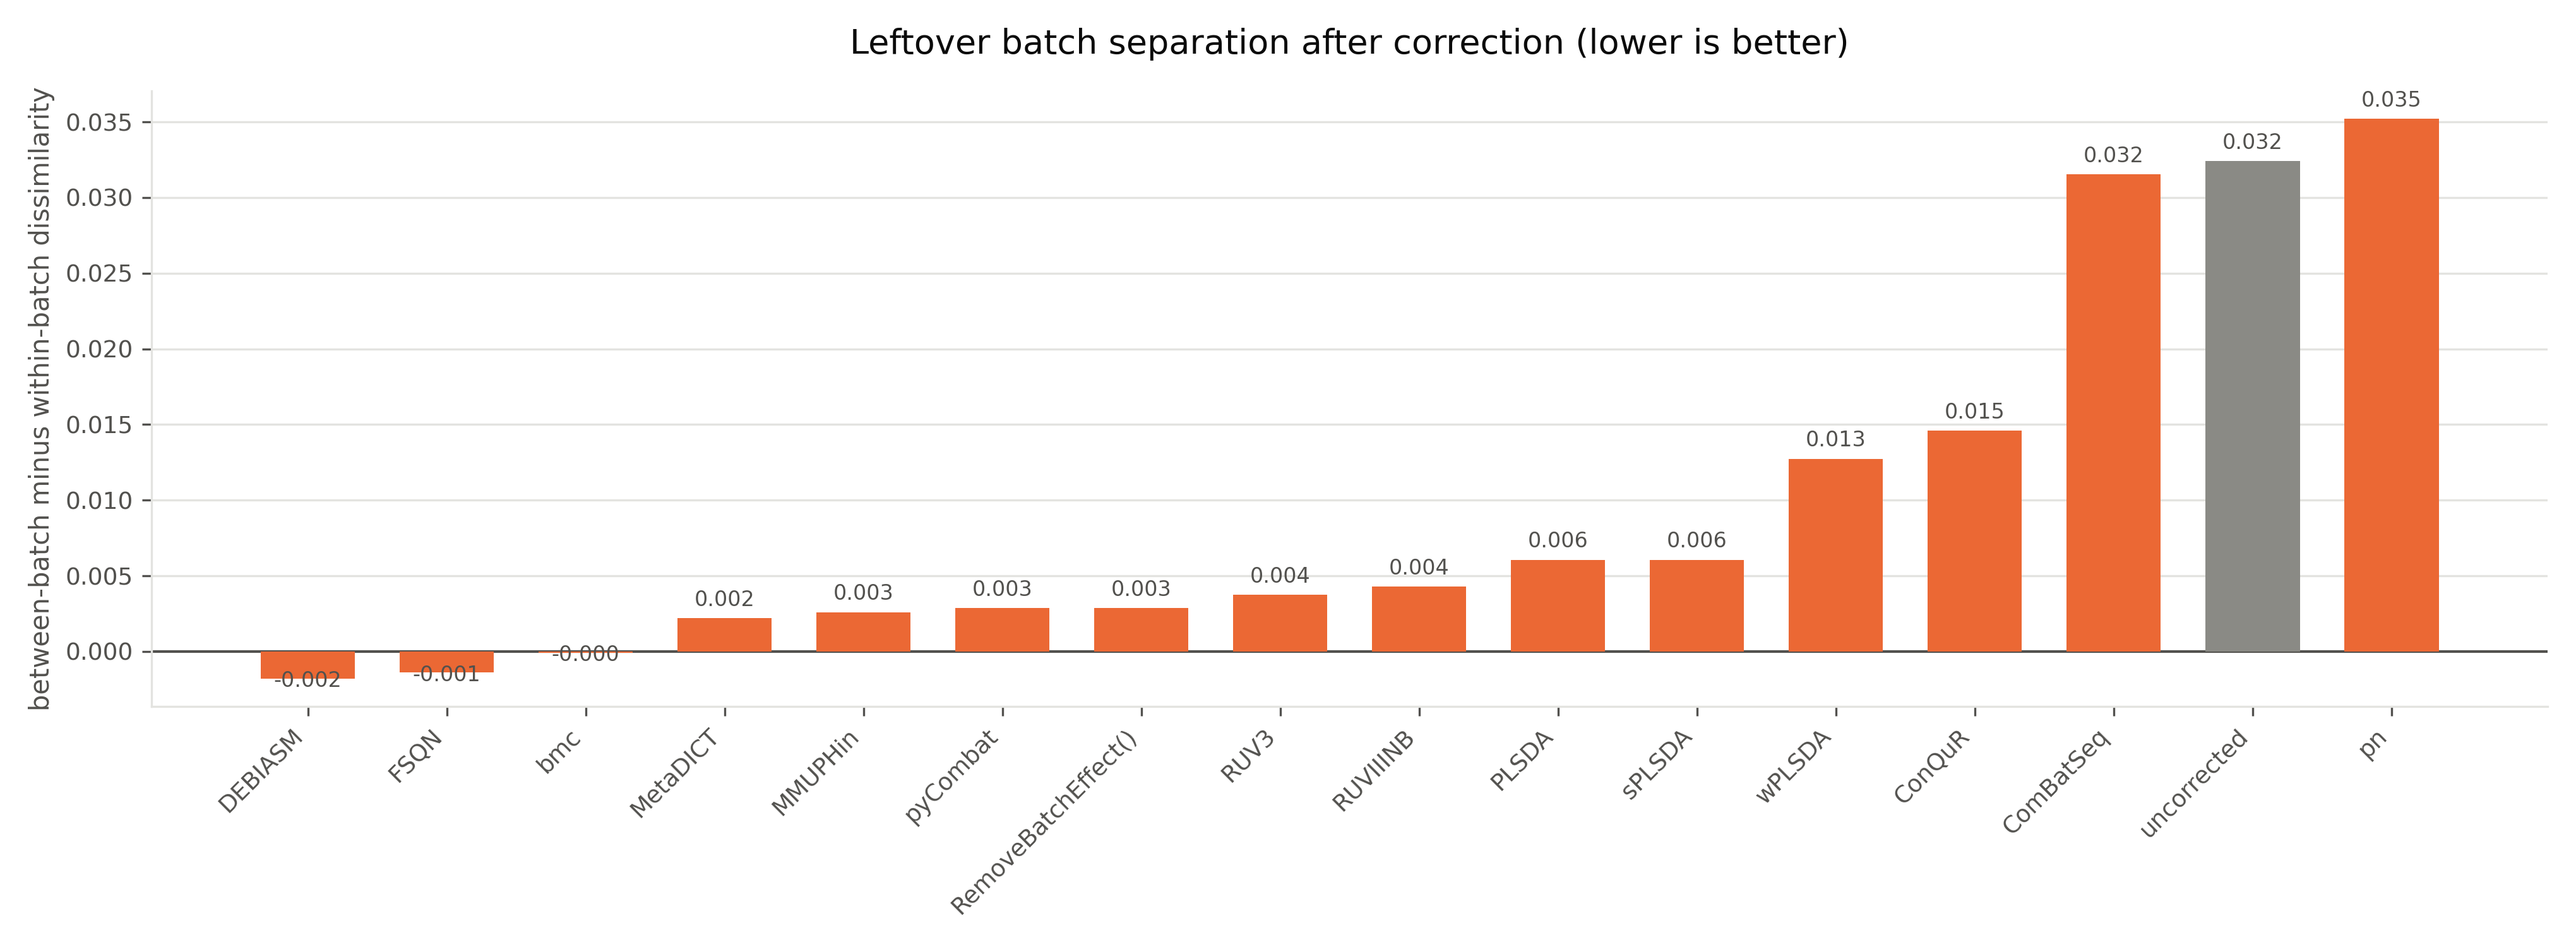 Leftover batch separation after correction (lower is better)
between-batch minus within-batch dissimilarity
0.035
0.030
0.025
0.020
0.015
0.010
0.005
0.000
-0.002
-0.001
-0.000
0.002
0.003
0.003
0.003
0.004
0.004
0.006
0.006
0.013
0.015
0.032
0.032
0.035
DEBIASM
FSQN
bmc
MetaDICT
MMUPHin
pyCombat
RemoveBatchEffect()
RUV3
RUVIIINB
PLSDA
sPLSDA
wPLSDA
ConQuR
ComBatSeq
uncorrected
pn